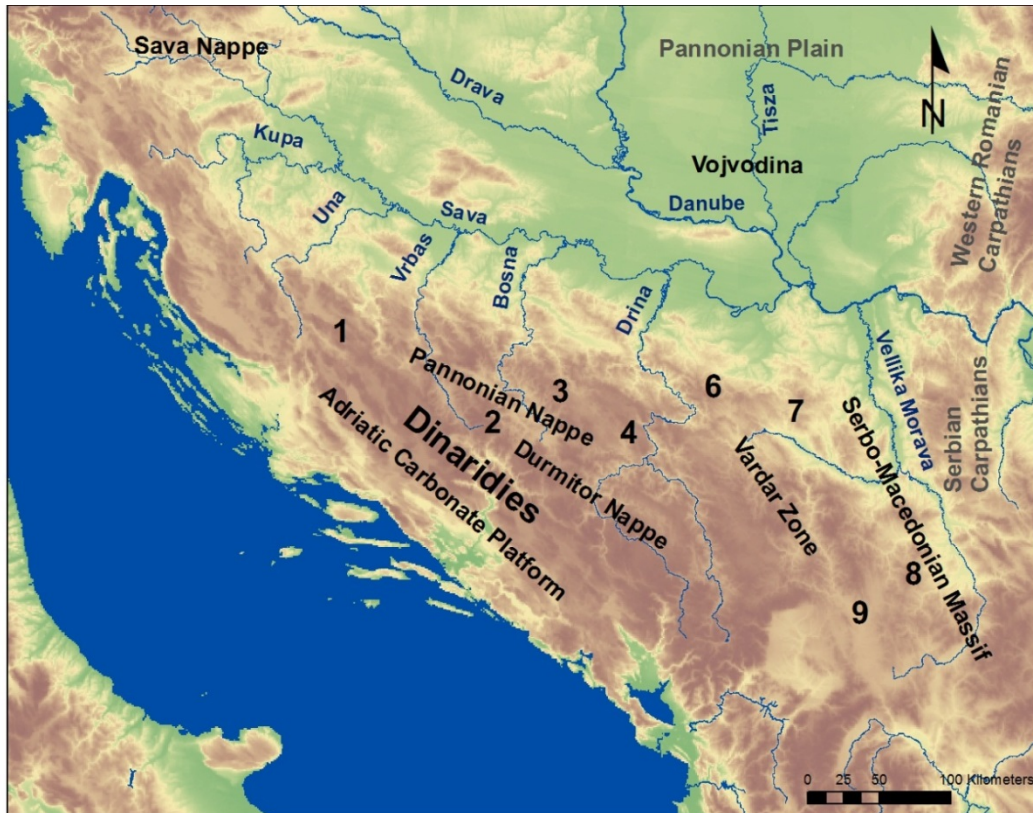 Sava Nappe
Pannonian Plain
Drava
Tisza
Western Romanian
Carpathians
N
Kupa
Vojvodina
Una
Sava
Danube
Vrbas
Bosna
Drina
1
Pannonian Nappe
3
6
7
Vellika Morava
Serbian
Carpathians
2
4
Dinaridies
Durmitor Nappe
Adriatic Carbonate Platform
Vardar Zone
Serbo-Macedonian Massif
8
9
0 25 50 100 Kilometers